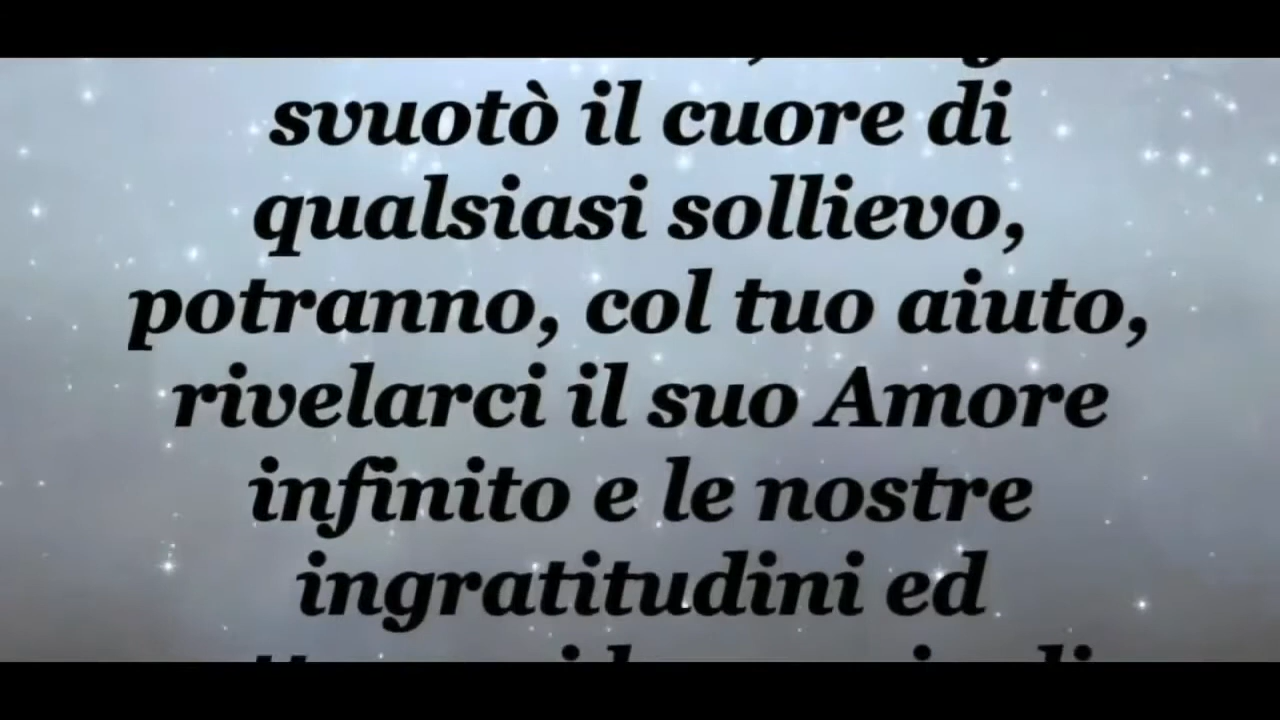 svuotò il cuore di
qualsiasi sollievo,
potranno, col tuo aiuto,
rivelarci il suo Amore
infinito e le nostre
ingratitudini ed